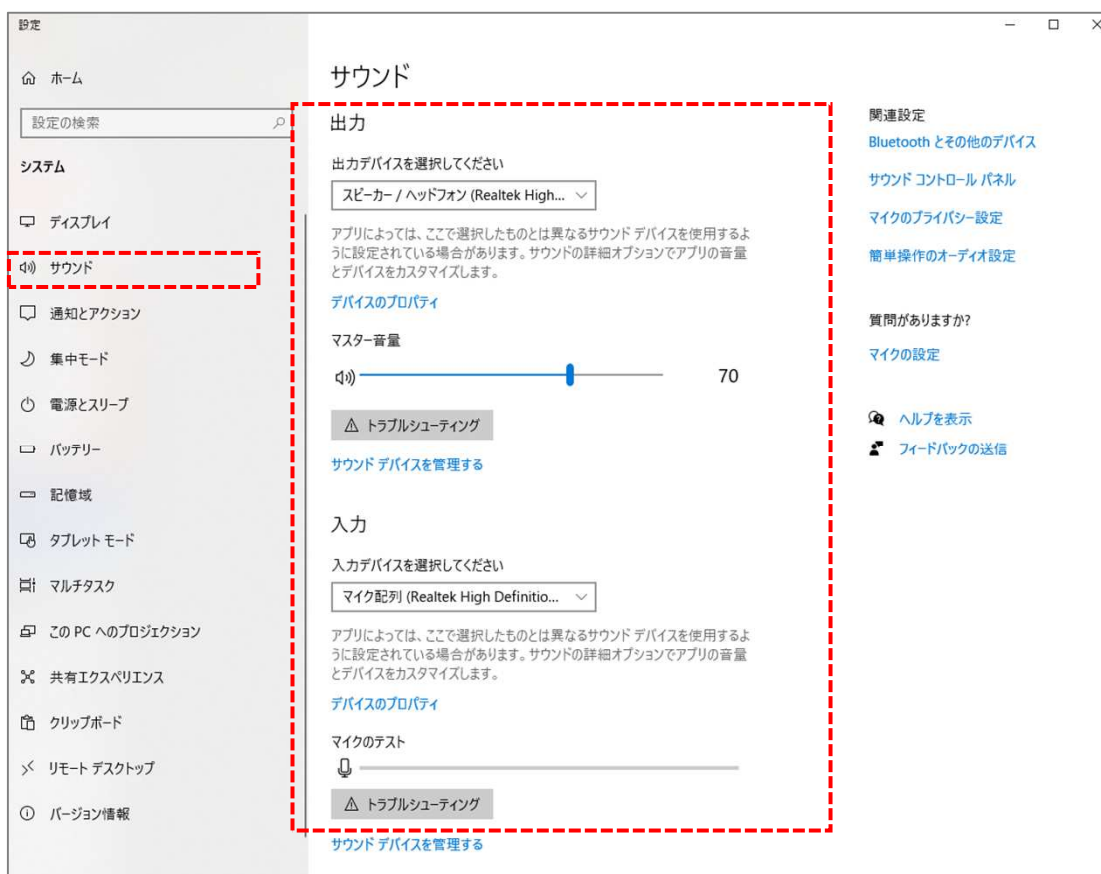 設定
ホーム
設定の検索
システム
ディスプレイ
サウンド
通知とアクション
集中モード
電源とスリープ
バッテリー
記憶域
タブレット モード
マルチタスク
この PC へのプロジェクション
共有エクスペリエンス
クリップボード
リモート デスクトップ
バージョン情報
サウンド
出力
出力デバイスを選択してください
スピーカー / ヘッドフォン (Realtek High...
アプリによっては、ここで選択したものとは異なるサウンド デバイスを使用するよ
うに設定されている場合があります。サウンドの詳細オプションでアプリの音量
とデバイスをカスタマイズします。
デバイスのプロパティ
マスター音量
70
トラブルシューティング
サウンド デバイスを管理する
入力
入力デバイスを選択してください
マイク配列 (Realtek High Definitio...
アプリによっては、ここで選択したものとは異なるサウンド デバイスを使用するよ
うに設定されている場合があります。サウンドの詳細オプションでアプリの音量
とデバイスをカスタマイズします。
デバイスのプロパティ
マイクのテスト
トラブルシューティング
サウンド デバイスを管理する
関連設定
Bluetooth とその他のデバイス
サウンド コントロール パネル
マイクのプライバシー設定
簡単操作のオーディオ設定
質問がありますか?
マイクの設定
ヘルプを表示
フィードバックの送信